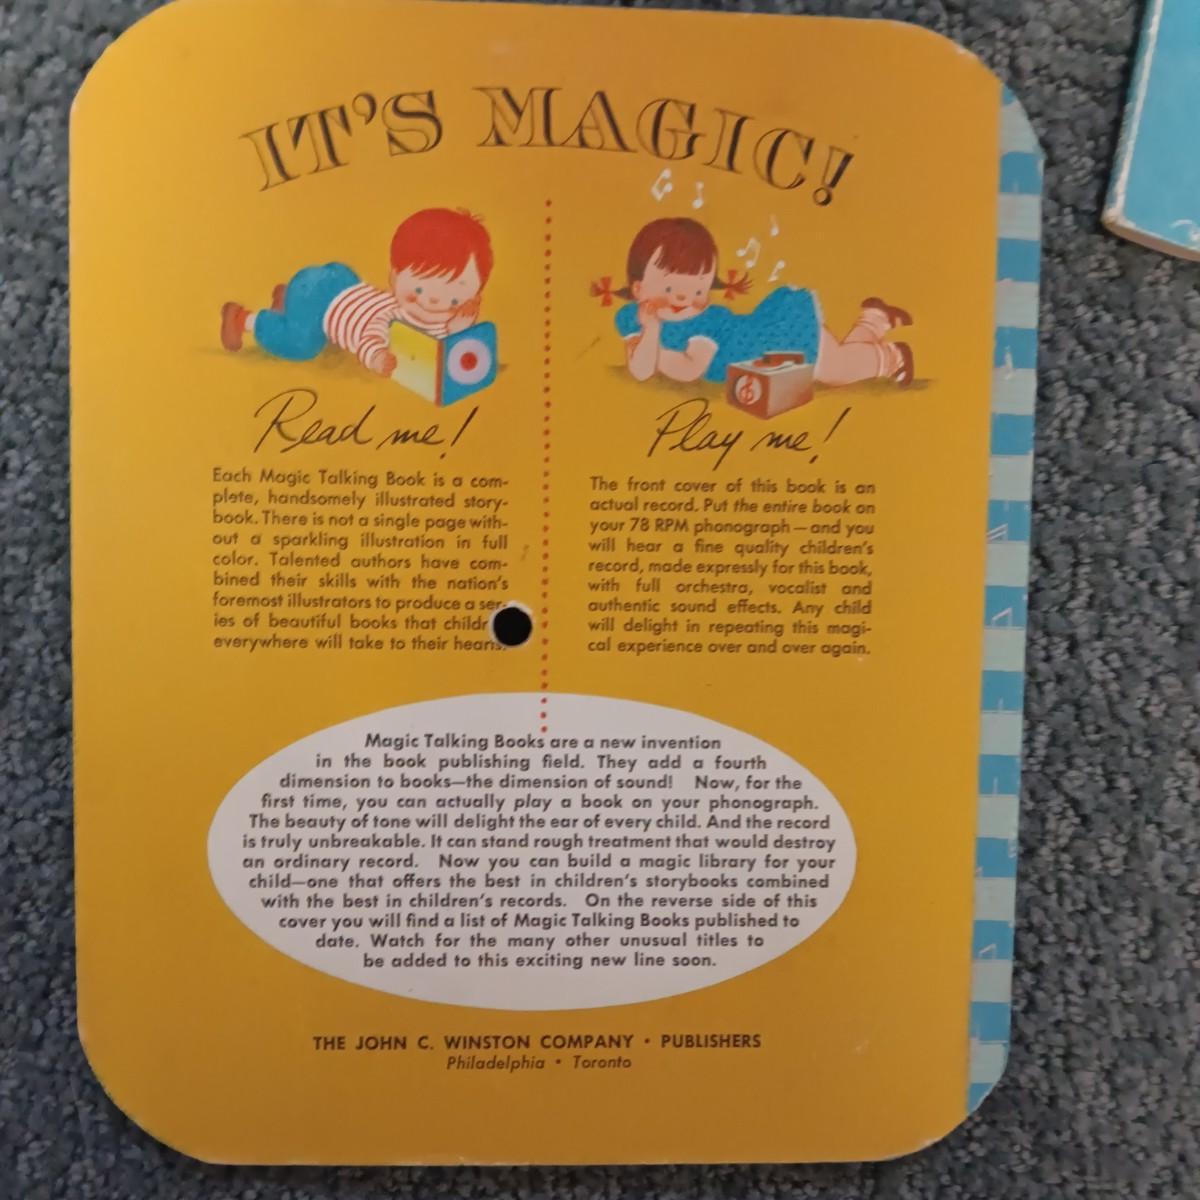 IT'S MAGIC!
Read me!
Each Magic Talking Book is a com-
plete, handsomely illustrated story-
book. There is not a single page with-
out a sparkling illustration in full
color. Talented authors have com-
bined their skills with the nation's
foremost illustrators to produce a ser-
ies of beautiful books that childr
everywhere will take to their hearts.
Play me!
The front cover of this book is an
actual record. Put the entire book on
your 78 RPM phonograph—and you
will hear a fine quality children's
record, made expressly for this book,
with full orchestra, vocalist and
authentic sound effects. Any child
will delight in repeating this magi-
cal experience over and over again.
Magic Talking Books are a new invention
in the book publishing field. They add a fourth
dimension to books—the dimension of sound! Now, for the
first time, you can actually play a book on your phonograph.
The beauty of tone will delight the ear of every child. And the record
is truly unbreakable. It can stand rough treatment that would destroy
an ordinary record. Now you can build a magic library for your
child—one that offers the best in children's storybooks combined
with the best in children's records. On the reverse side of this
cover you will find a list of Magic Talking Books published to
date. Watch for the many other unusual titles to
be added to this exciting new line soon.
THE JOHN C. WINSTON COMPANY • PUBLISHERS
Philadelphia • Toronto